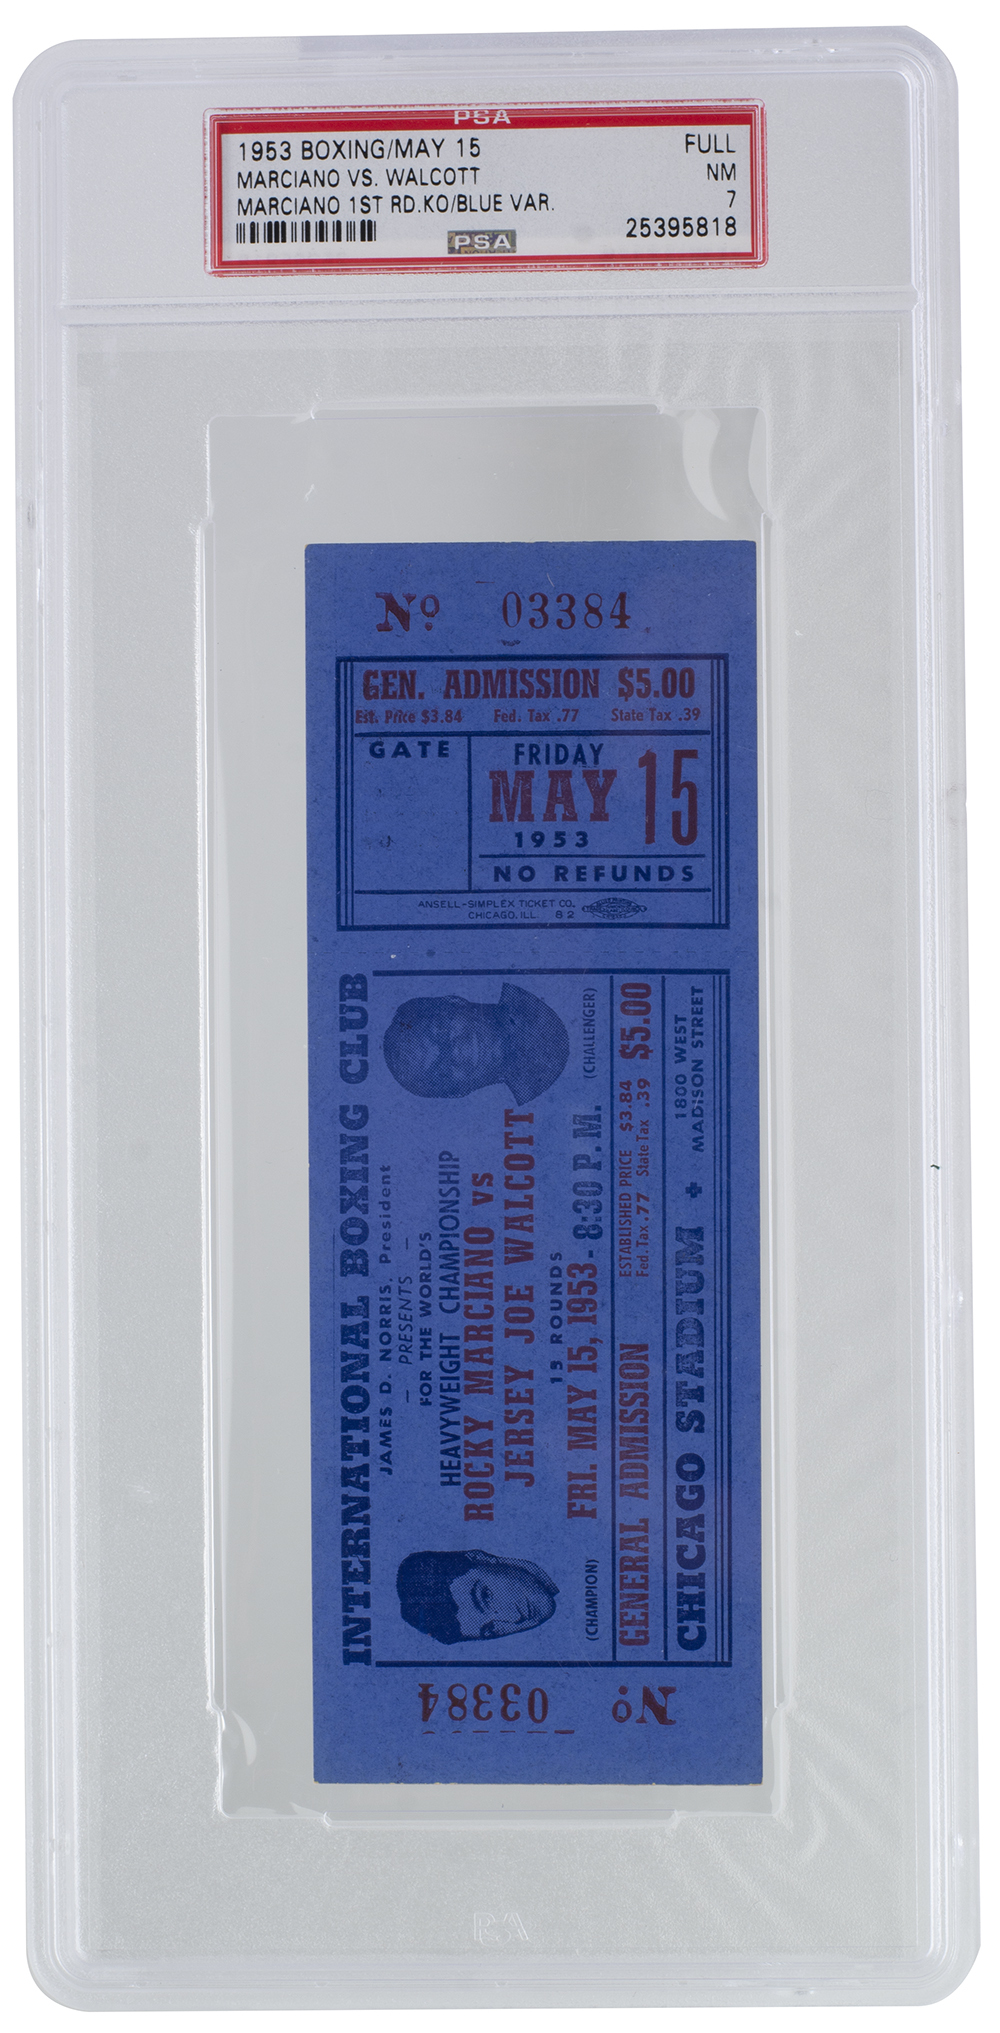 PSA
1953 BOXING/MAY 15 FULL
MARCIANO VS. WALCOTT NM
MARCIANO 1ST RD.KO/BLUE VAR. 7
PSA 25395818
Nº 03384
GEN. ADMISSION $5.00
Est. Price $3.84 Fed. Tax .77 State Tax .39
GATE
FRIDAY
MAY 15
1953
NO REFUNDS
ANSELL-SIMPLEX TICKET CO.
CHICAGO, ILL. 82
INTERNATIONAL BOXING CLUB
JAMES D. NORRIS, President
— PRESENTS —
FOR THE WORLD'S
HEAVYWEIGHT CHAMPIONSHIP
ROCKY MARCIANO vs
JERSEY JOE WALCOTT
15 ROUNDS
FRI. MAY 15, 1953 - 8:30 P.M.
(CHAMPION) (CHALLENGER)
GENERAL ADMISSION ESTABLISHED PRICE $3.84 $5.00
Fed. Tax .77 State Tax .39
CHICAGO STADIUM + 1800 WEST
MADISON STREET
Nº 03384
PSA